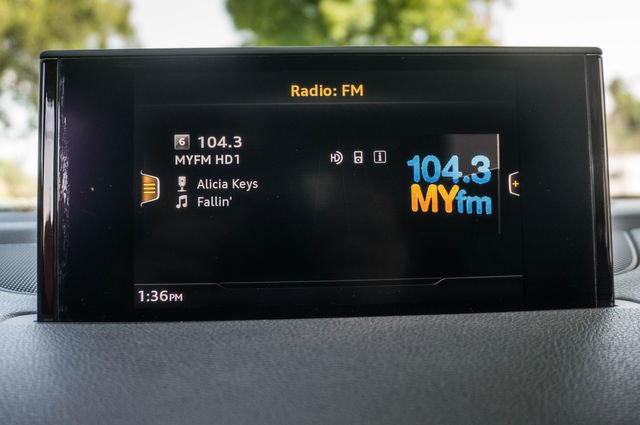 Radio: FM
6 104.3
MYFM HD1
Alicia Keys
Fallin'
104.3
MYfm
1:36PM